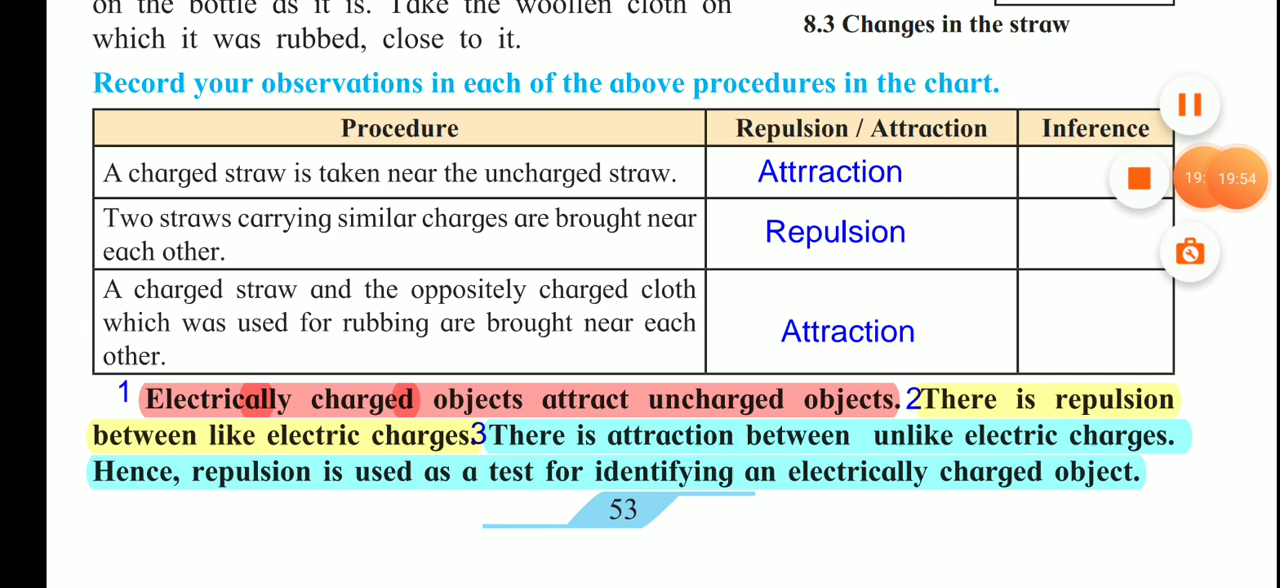 on the bottle as it is. Take the woollen cloth on
which it was rubbed, close to it.
8.3 Changes in the straw
Record your observations in each of the above procedures in the chart.
Procedure Repulsion / Attraction Inference
A charged straw is taken near the uncharged straw. Attrraction
Two straws carrying similar charges are brought near
each other.
Repulsion
A charged straw and the oppositely charged cloth
which was used for rubbing are brought near each
other.
Attraction
19: 19:54
1 Electrically charged objects attract uncharged objects. 2 There is repulsion
between like electric charges. 3 There is attraction between unlike electric charges.
Hence, repulsion is used as a test for identifying an electrically charged object.
53